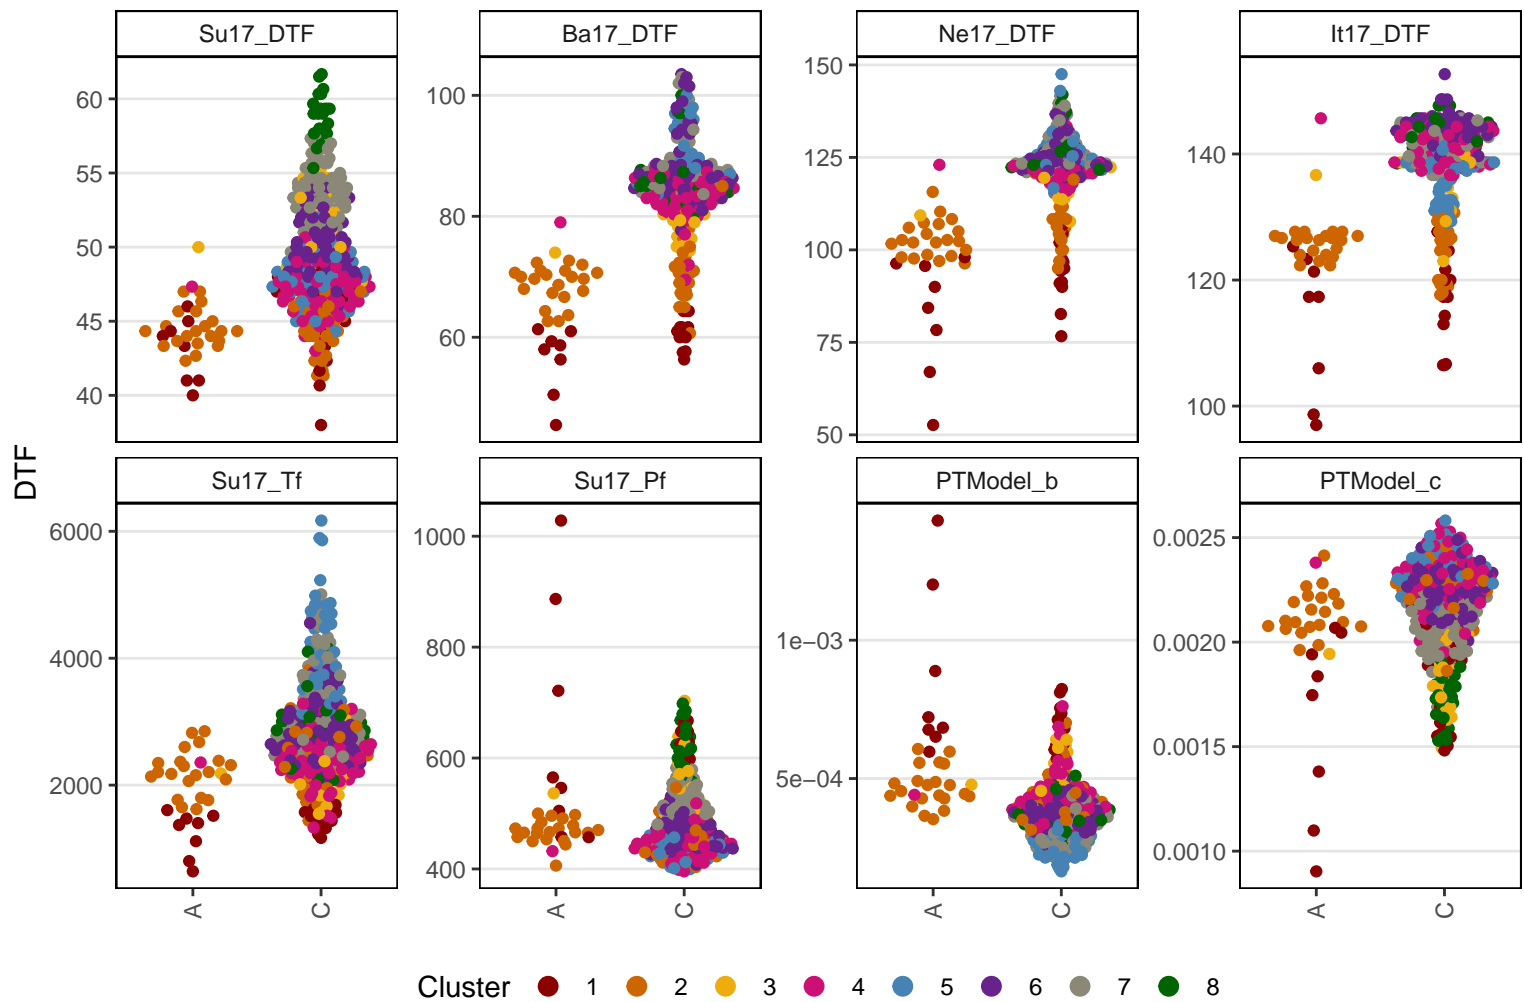 Su17_DTF Ba17_DTF Ne17_DTF It17_DTF
60 55 50 45 40
100 80 60
150 125 100 75 50
140 120 100
DTF
Su17_Tf Su17_Pf PTModel_b PTModel_c
6000 4000 2000
1000 800 600 400
1e−03 5e−04
0.0025 0.0020 0.0015 0.0010
A C A C A C A C
Cluster 1 2 3 4 5 6 7 8